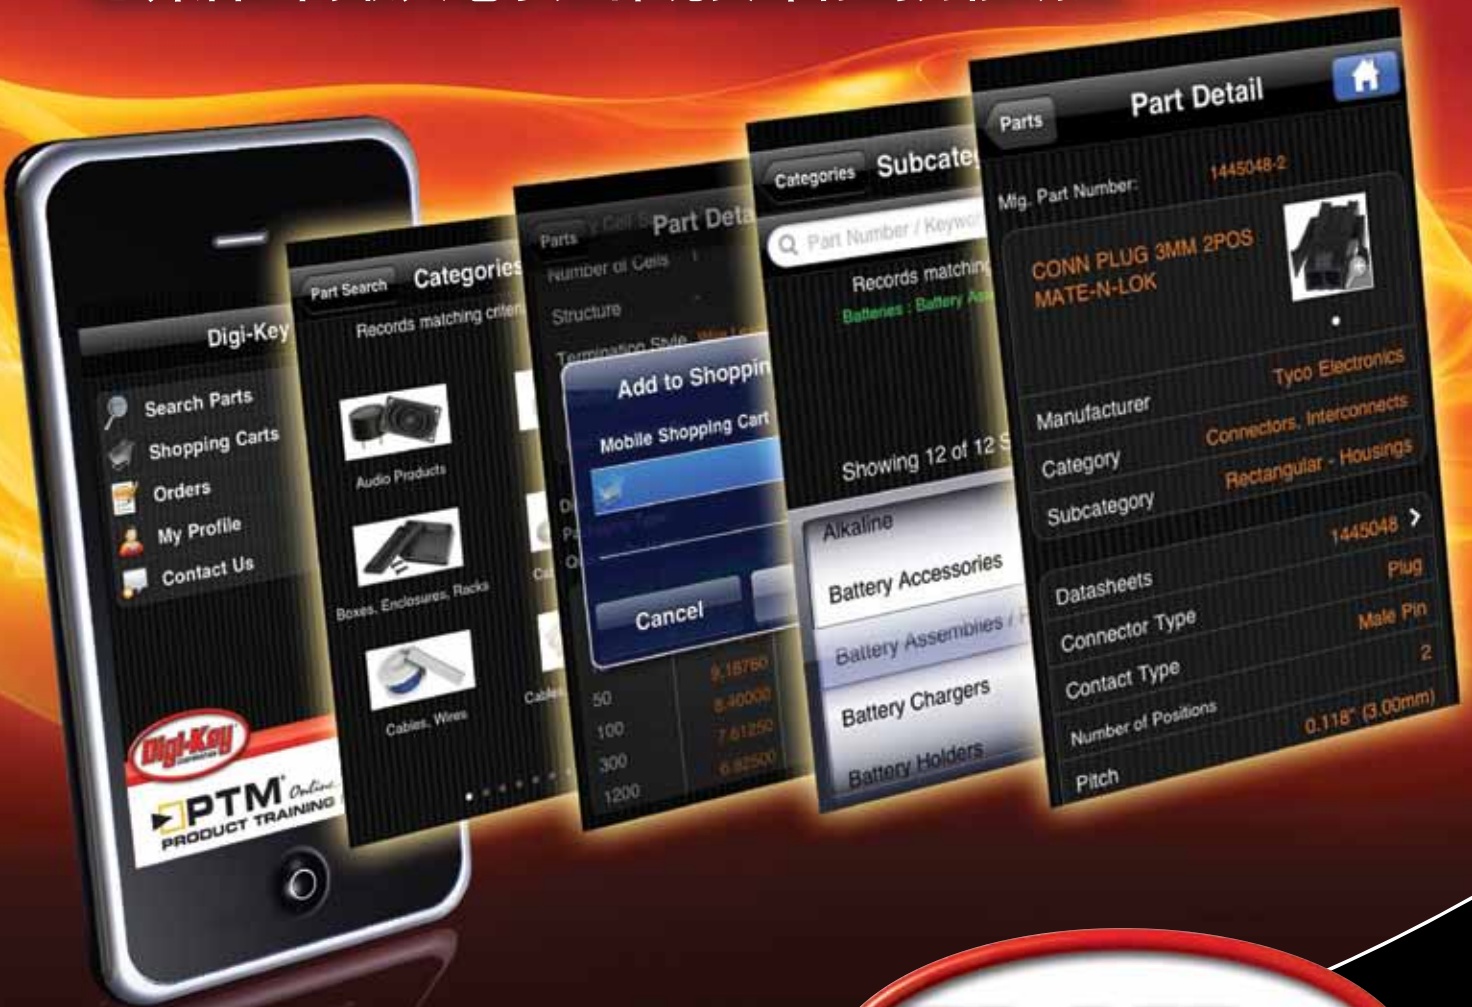 Digi-Key
Search Parts
Shopping Carts
Orders
My Profile
Contact Us
Digi-Key
PTM Online
PRODUCT TRAINING
Part Search
Categories
Records matching
Audio Products
Boxes, Enclosures, Racks
Cables, Wires
Parts
Part Deta
Number of Cells
Structure
Terminating Style
Add to Shoppin
Mobile Shopping Cart
Cancel
9.18760
50 8.40000
100 7.61250
300 6.82500
1200
Categories
Subcate
Part Number / Keywo
Records matching
Batteries : Battery Ass
Showing 12 of 12 S
Alkaline
Battery Accessories
Battery Assemblies /
Battery Chargers
Battery Holders
Parts
Part Detail
Mfg. Part Number: 1445048-2
CONN PLUG 3MM 2POS
MATE-N-LOK
Manufacturer Tyco Electronics
Category Connectors, Interconnects
Subcategory Rectangular - Housings
Datasheets 1445048
Connector Type Plug
Contact Type Male Pin
Number of Positions 2
Pitch 0.118" (3.00mm)